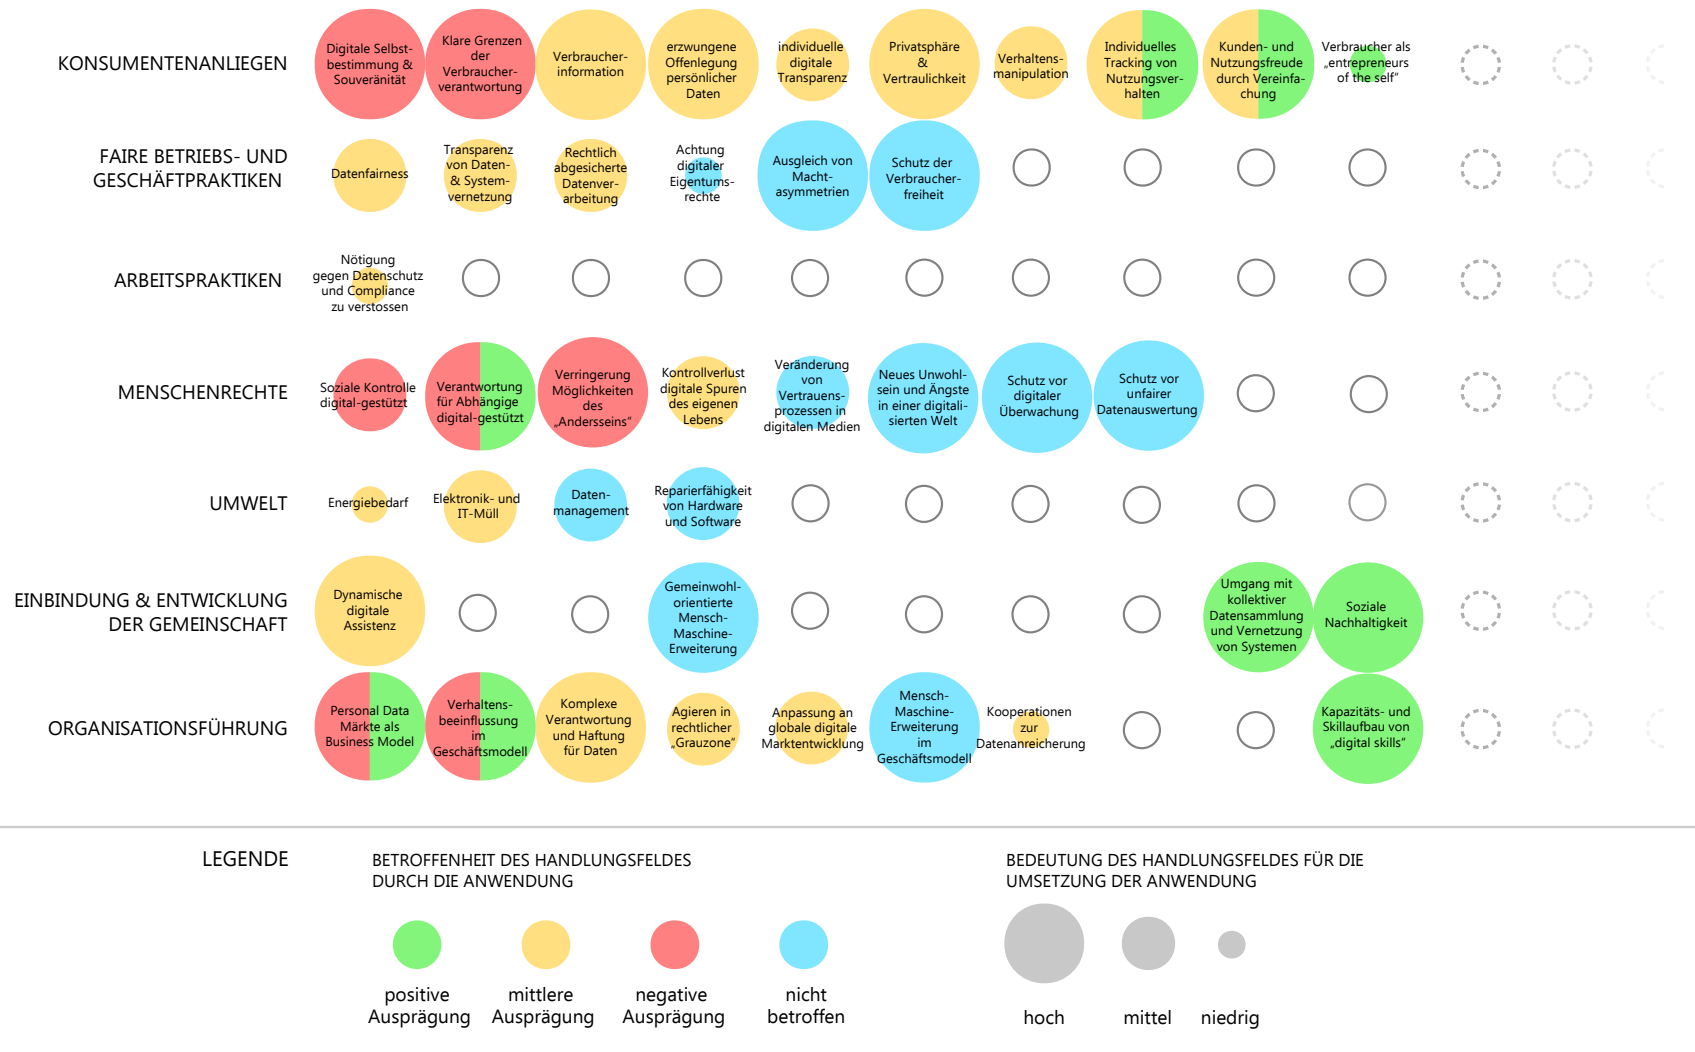 KONSUMENTENANLIEGEN
Digitale Selbst-
bestimmung &
Souveränität
Klare Grenzen
der
Verbraucher-
verantwortung
Verbraucher-
information
erzwungene
Offenlegung
persönlicher
Daten
individuelle
digitale
Transparenz
Privatsphäre
&
Vertraulichkeit
Verhaltens-
manipulation
Individuelles
Tracking von
Nutzungsver-
halten
Kunden- und
Nutzungsfreude
durch Vereinfa-
chung
Verbraucher als
„entrepreneurs
of the self“
FAIRE BETRIEBS- UND
GESCHÄFTPRAKTIKEN
Datenfairness
Transparenz
von Daten-
& System-
vernetzung
Rechtlich
abgesicherte
Datenver-
arbeitung
Achtung
digitaler
Eigentums-
rechte
Ausgleich von
Macht-
asymmetrien
Schutz der
Verbraucher-
freiheit
ARBEITSPRAKTIKEN
Nötigung
gegen Datenschutz
und Compliance
zu verstossen
MENSCHENRECHTE
Soziale Kontrolle
digital-gestützt
Verantwortung
für Abhängige
digital-gestützt
Verringerung
Möglichkeiten
des
„Andersseins“
Kontrollverlust
digitale Spuren
des eigenen
Lebens
Veränderung
von
Vertrauens-
prozessen in
digitalen Medien
Neues Unwohl-
sein und Ängste
in einer digitali-
sierten Welt
Schutz vor
digitaler
Überwachung
Schutz vor
unfairer
Datenauswertung
UMWELT
Energiebedarf
Elektronik- und
IT-Müll
Daten-
management
Reparierfähigkeit
von Hardware
und Software
EINBINDUNG & ENTWICKLUNG
DER GEMEINSCHAFT
Dynamische
digitale
Assistenz
Gemeinwohl-
orientierte
Mensch-
Maschine-
Erweiterung
Umgang mit
kollektiver
Datensammlung
und Vernetzung
von Systemen
Soziale
Nachhaltigkeit
ORGANISATIONSFÜHRUNG
Personal Data
Märkte als
Business Model
Verhaltens-
beeinflussung
im
Geschäftsmodell
Komplexe
Verantwortung
und Haftung
für Daten
Agieren in
rechtlicher
„Grauzone“
Anpassung an
globale digitale
Marktentwicklung
Mensch-
Maschine-
Erweiterung
im
Geschäftsmodell
Kooperationen
zur
Datenanreicherung
Kapazitäts- und
Skillaufbau von
„digital skills“
LEGENDE
BETROFFENHEIT DES HANDLUNGSFELDES
DURCH DIE ANWENDUNG
positive
Ausprägung
mittlere
Ausprägung
negative
Ausprägung
nicht
betroffen
BEDEUTUNG DES HANDLUNGSFELDES FÜR DIE
UMSETZUNG DER ANWENDUNG
hoch
mittel
niedrig